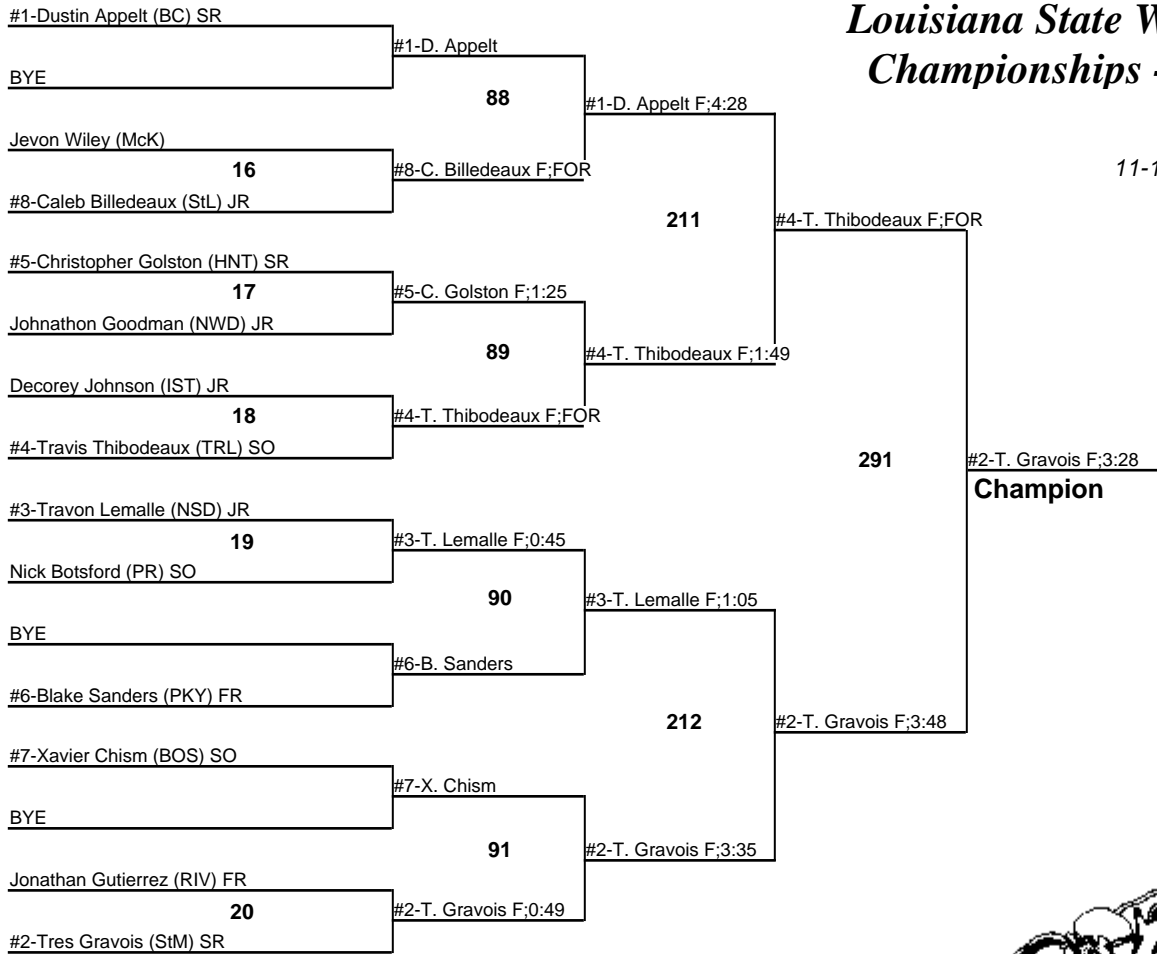 Louisiana State W
Championships -
11-1
#1-Dustin Appelt (BC) SR
#1-D. Appelt
BYE
88
#1-D. Appelt F;4:28
Jevon Wiley (McK)
16
#8-C. Billedeaux F;FOR
#8-Caleb Billedeaux (StL) JR
211
#4-T. Thibodeaux F;FOR
#5-Christopher Golston (HNT) SR
17
#5-C. Golston F;1:25
Johnathon Goodman (NWD) JR
89
#4-T. Thibodeaux F;1:49
Decorey Johnson (IST) JR
18
#4-T. Thibodeaux F;FOR
#4-Travis Thibodeaux (TRL) SO
291
#2-T. Gravois F;3:28
Champion
#3-Travon Lemalle (NSD) JR
19
#3-T. Lemalle F;0:45
Nick Botsford (PR) SO
90
#3-T. Lemalle F;1:05
BYE
#6-B. Sanders
#6-Blake Sanders (PKY) FR
212
#2-T. Gravois F;3:48
#7-Xavier Chism (BOS) SO
#7-X. Chism
BYE
91
#2-T. Gravois F;3:35
Jonathan Gutierrez (RIV) FR
20
#2-T. Gravois F;0:49
#2-Tres Gravois (StM) SR